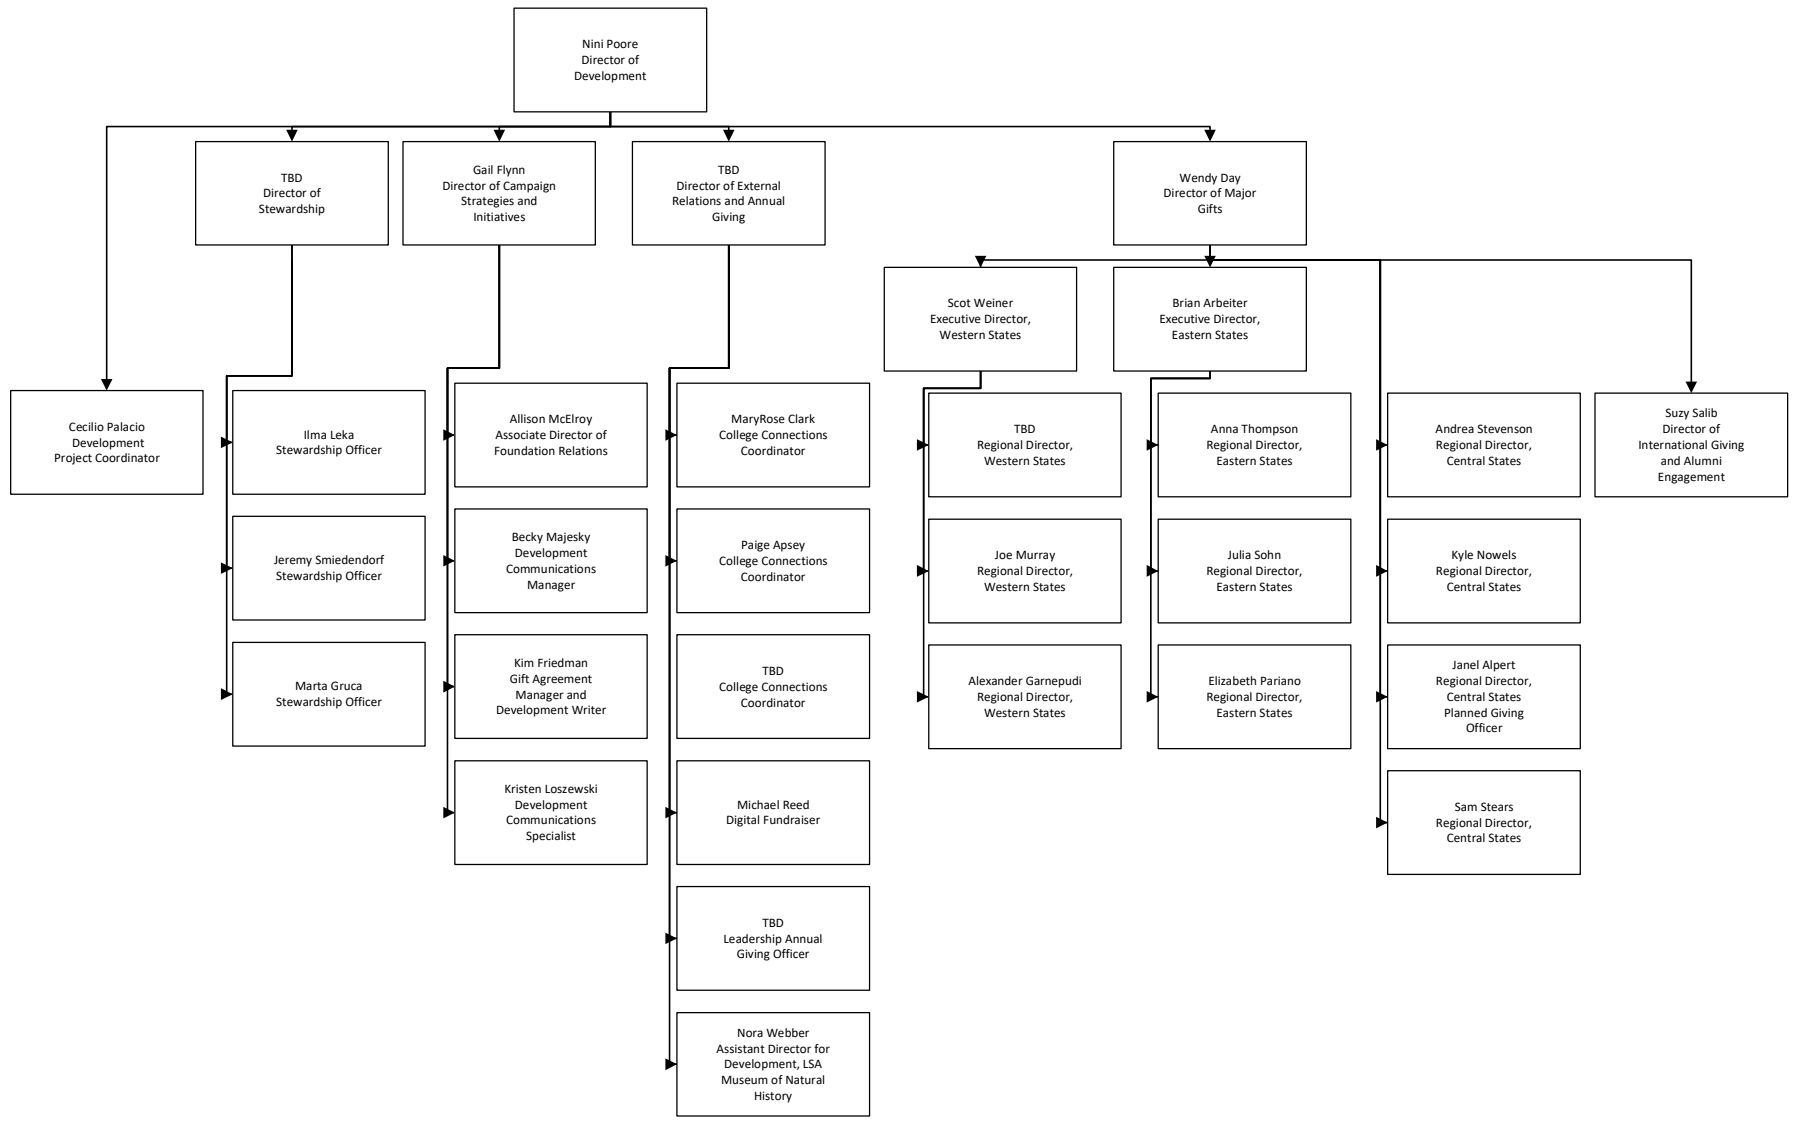 Nini Poore
Director of
Development
TBD
Director of
Stewardship
Gail Flynn
Director of Campaign
Strategies and
Initiatives
TBD
Director of External
Relations and Annual
Giving
Wendy Day
Director of Major
Gifts
Scot Weiner
Executive Director,
Western States
Brian Arbeiter
Executive Director,
Eastern States
Cecilio Palacio
Development
Project Coordinator
Ilma Leka
Stewardship Officer
Jeremy Smiedendorf
Stewardship Officer
Marta Gruca
Stewardship Officer
Allison McElroy
Associate Director of
Foundation Relations
Becky Majesky
Development
Communications
Manager
Kim Friedman
Gift Agreement
Manager and
Development Writer
Kristen Loszewski
Development
Communications
Specialist
MaryRose Clark
College Connections
Coordinator
Paige Apsey
College Connections
Coordinator
TBD
College Connections
Coordinator
Michael Reed
Digital Fundraiser
TBD
Leadership Annual
Giving Officer
Nora Webber
Assistant Director for
Development, LSA
Museum of Natural
History
TBD
Regional Director,
Western States
Joe Murray
Regional Director,
Western States
Alexander Garnepudi
Regional Director,
Western States
Anna Thompson
Regional Director,
Eastern States
Julia Sohn
Regional Director,
Eastern States
Elizabeth Pariano
Regional Director,
Eastern States
Andrea Stevenson
Regional Director,
Central States
Kyle Nowels
Regional Director,
Central States
Janel Alpert
Regional Director,
Central States
Planned Giving
Officer
Sam Stears
Regional Director,
Central States
Suzy Salib
Director of
International Giving
and Alumni
Engagement